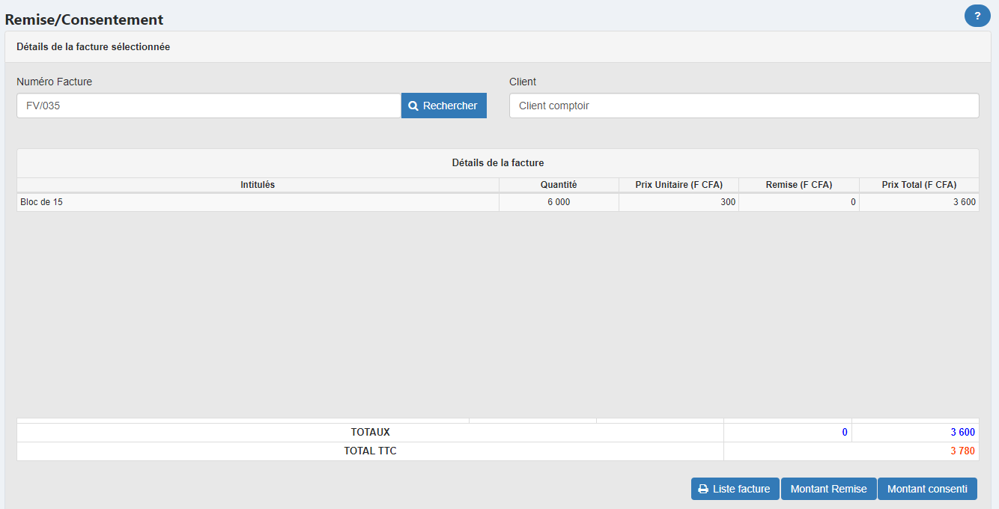 Remise/Consentement
?
Détails de la facture sélectionnée
Numéro Facture
Client
FV/035
Rechercher
Client comptoir
Détails de la facture
Intitulés Quantité Prix Unitaire (F CFA) Remise (F CFA) Prix Total (F CFA)
Bloc de 15 6 000 300 0 3 600
TOTAUX 0 3 600
TOTAL TTC 3 780
Liste facture Montant Remise Montant consenti